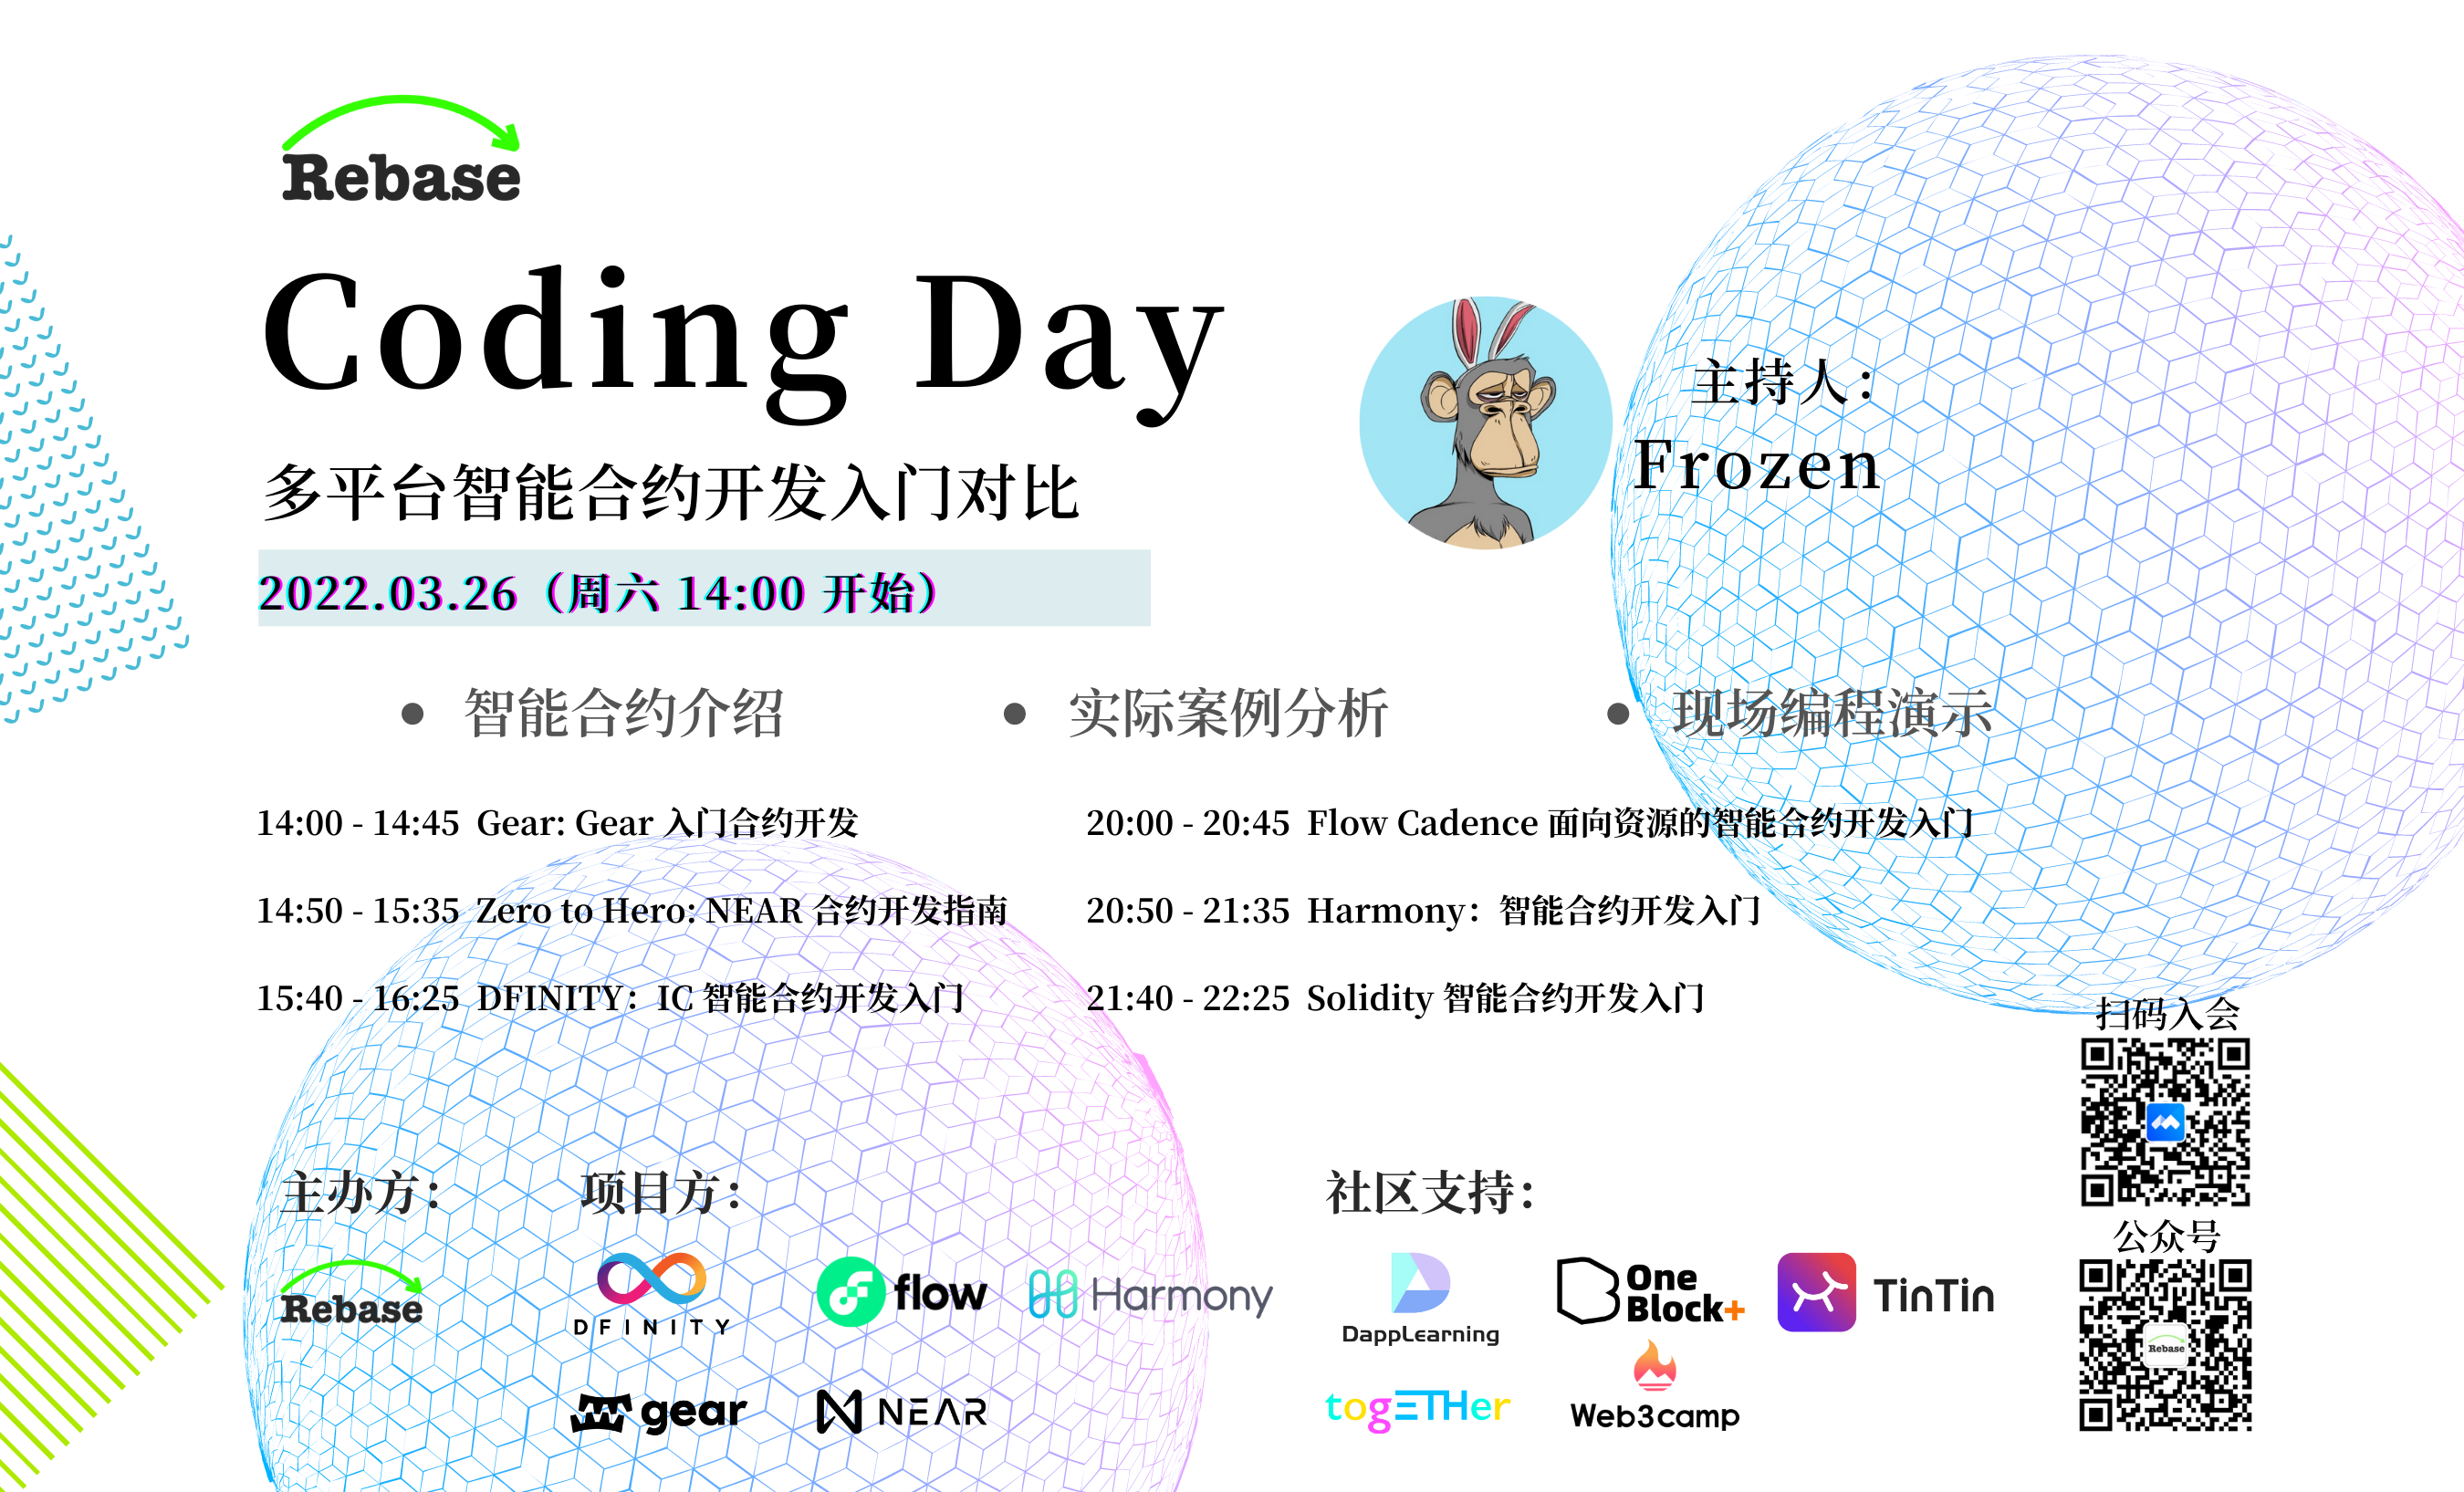 Rebase
Coding Day
多平台智能合约开发入门对比
2022.03.26（周六 14:00 开始）
主持人：
Frozen
智能合约介绍
实际案例分析
现场编程演示
14:00 - 14:45 Gear: Gear 入门合约开发
14:50 - 15:35 Zero to Hero: NEAR 合约开发指南
15:40 - 16:25 DFINITY：IC 智能合约开发入门
20:00 - 20:45 Flow Cadence 面向资源的智能合约开发入门
20:50 - 21:35 Harmony：智能合约开发入门
21:40 - 22:25 Solidity 智能合约开发入门
主办方：
Rebase
项目方：
DFINITY
flow
Harmony
gear
NEAR
社区支持：
DappLearning
One
Block+
TinTin
togETHer
Web3camp
扫码入会
公众号
Rebase